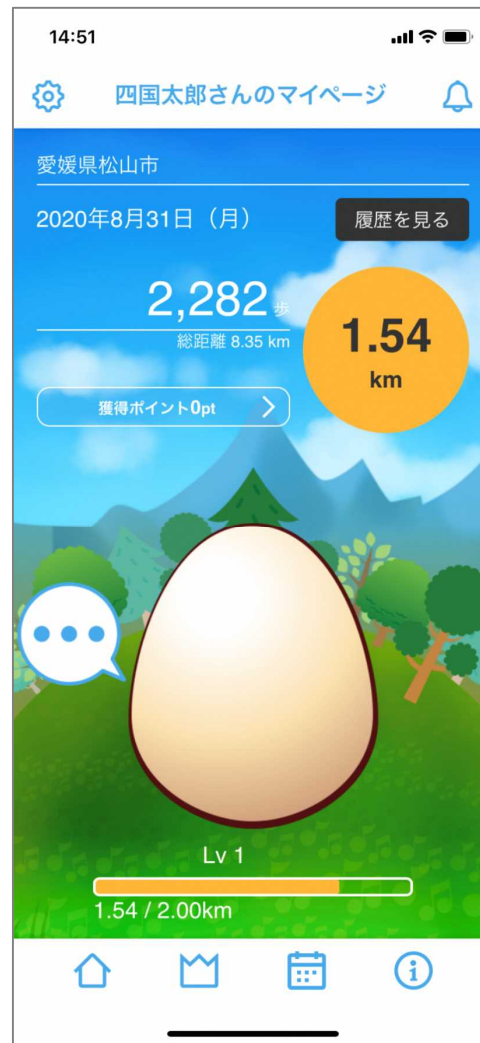 14:51
四国太郎さんのマイページ
愛媛県松山市
2020年8月31日（月）
履歴を見る
2,282 歩
総距離 8.35 km
1.54
km
獲得ポイント0pt
Lv 1
1.54 / 2.00km